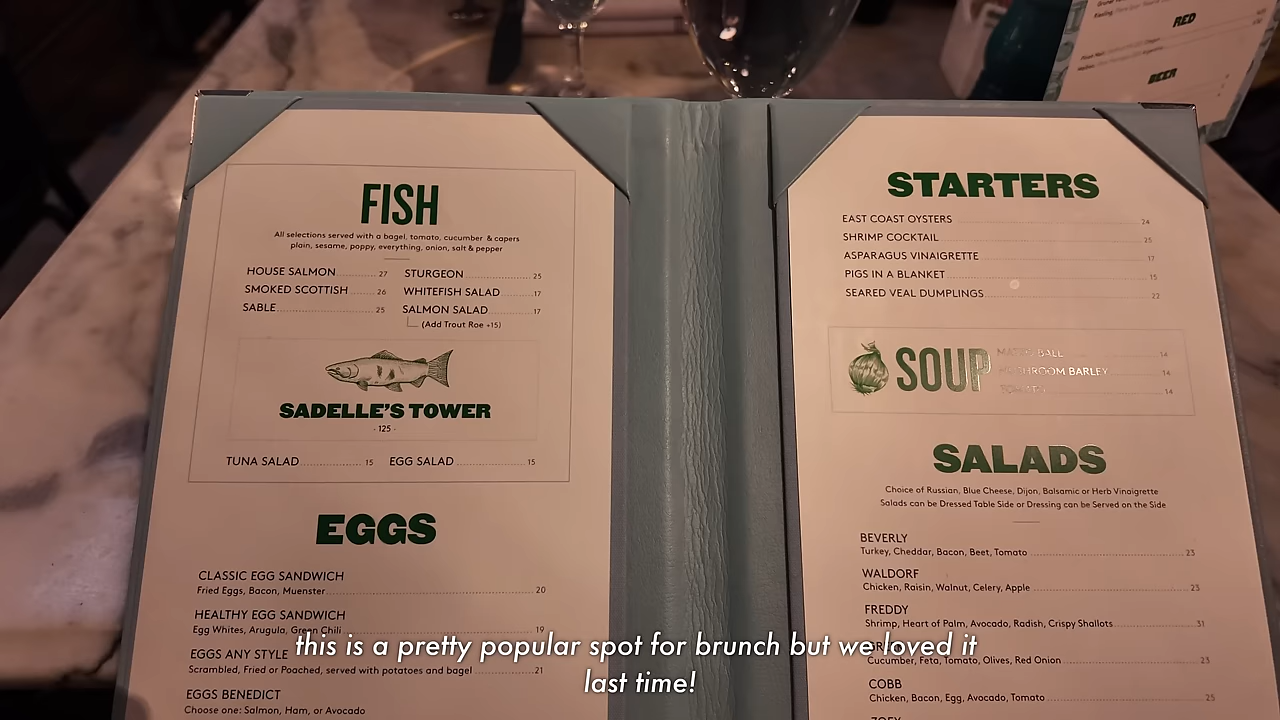 RED
BEER
FISH
All selections served with a bagel, tomato, cucumber & capers
plain, sesame, poppy, everything, onion, salt & pepper
HOUSE SALMON 27
SMOKED SCOTTISH 26
SABLE 25
STURGEON 25
WHITEFISH SALAD 17
SALMON SALAD 17
(Add Trout Roe +15)
SADELLE'S TOWER
- 125 -
TUNA SALAD 15
EGG SALAD 15
EGGS
CLASSIC EGG SANDWICH
Fried Eggs, Bacon, Muenster 20
HEALTHY EGG SANDWICH
Egg Whites, Arugula, Green Chili 19
EGGS ANY STYLE
Scrambled, Fried or Poached, served with potatoes and bagel 21
EGGS BENEDICT
Choose one: Salmon, Ham, or Avocado
STARTERS
EAST COAST OYSTERS 24
SHRIMP COCKTAIL 25
ASPARAGUS VINAIGRETTE 17
PIGS IN A BLANKET 15
SEARED VEAL DUMPLINGS 22
SOUP
BALL 14
MUSHROOM BARLEY 14
14
SALADS
Choice of Russian, Blue Cheese, Dijon, Balsamic or Herb Vinaigrette
Salads can be Dressed Table Side or Dressing can be Served on the Side
BEVERLY
Turkey, Cheddar, Bacon, Beet, Tomato 23
WALDORF
Chicken, Raisin, Walnut, Celery, Apple 23
FREDDY
Shrimp, Heart of Palm, Avocado, Radish, Crispy Shallots 31
Cucumber, Feta, Tomato, Olives, Red Onion 23
COBB
Chicken, Bacon, Egg, Avocado, Tomato 25
this is a pretty popular spot for brunch but we loved it
last time!